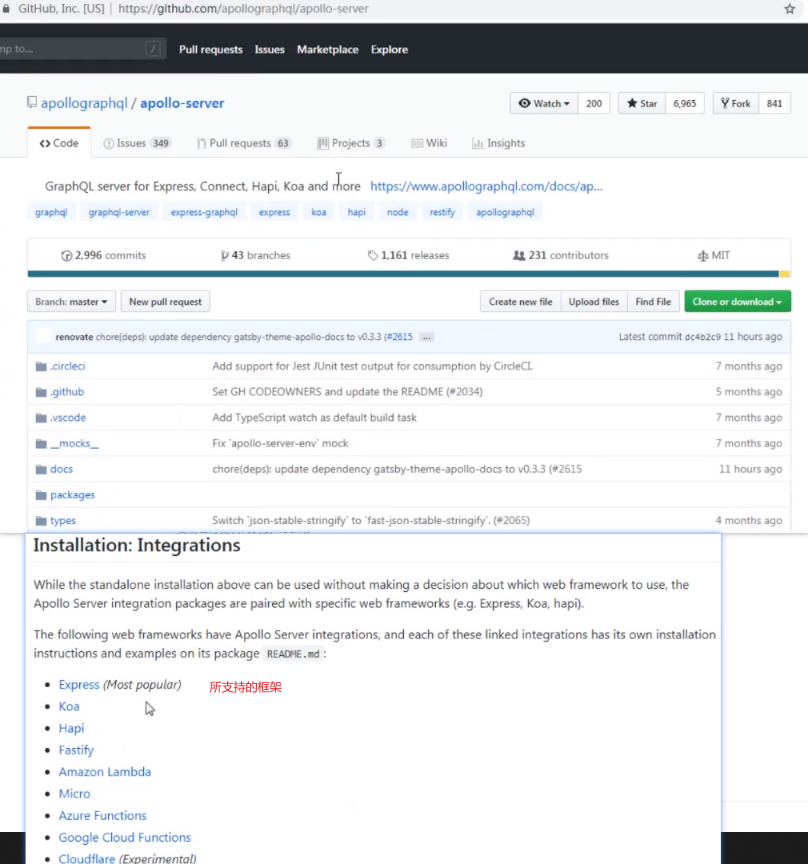 GitHub, Inc. [US] | https://github.com/apollographql/apollo-server
mp to... /
Pull requests Issues Marketplace Explore
apollographql / apollo-server
Watch 200 Star 6,965 Fork 841
Code Issues 349 Pull requests 63 Projects 3 Wiki Insights
GraphQL server for Express, Connect, Hapi, Koa and more https://www.apollographql.com/docs/ap...
graphql graphql-server express-graphql express koa hapi node restify apollographql
2,996 commits 43 branches 1,161 releases 231 contributors MIT
Branch: master New pull request Create new file Upload files Find File Clone or download
renovate chore(deps): update dependency gatsby-theme-apollo-docs to v0.3.3 (#2615 ... Latest commit dc4b2c9 11 hours ago
.circleci Add support for Jest JUnit test output for consumption by CircleCI. 7 months ago
.github Set GH CODEOWNERS and update the README (#2034) 5 months ago
.vscode Add TypeScript watch as default build task 7 months ago
__mocks__ Fix `apollo-server-env` mock 7 months ago
docs chore(deps): update dependency gatsby-theme-apollo-docs to v0.3.3 (#2615 11 hours ago
packages
types Switch `json-stable-stringify` to `fast-json-stable-stringify`. (#2065) 4 months ago
Installation: Integrations
While the standalone installation above can be used without making a decision about which web framework to use, the
Apollo Server integration packages are paired with specific web frameworks (e.g. Express, Koa, hapi).
The following web frameworks have Apollo Server integrations, and each of these linked integrations has its own installation
instructions and examples on its package README.md :
• Express (Most popular) 所支持的框架
• Koa
• Hapi
• Fastify
• Amazon Lambda
• Micro
• Azure Functions
• Google Cloud Functions
• Cloudflare (Experimental)